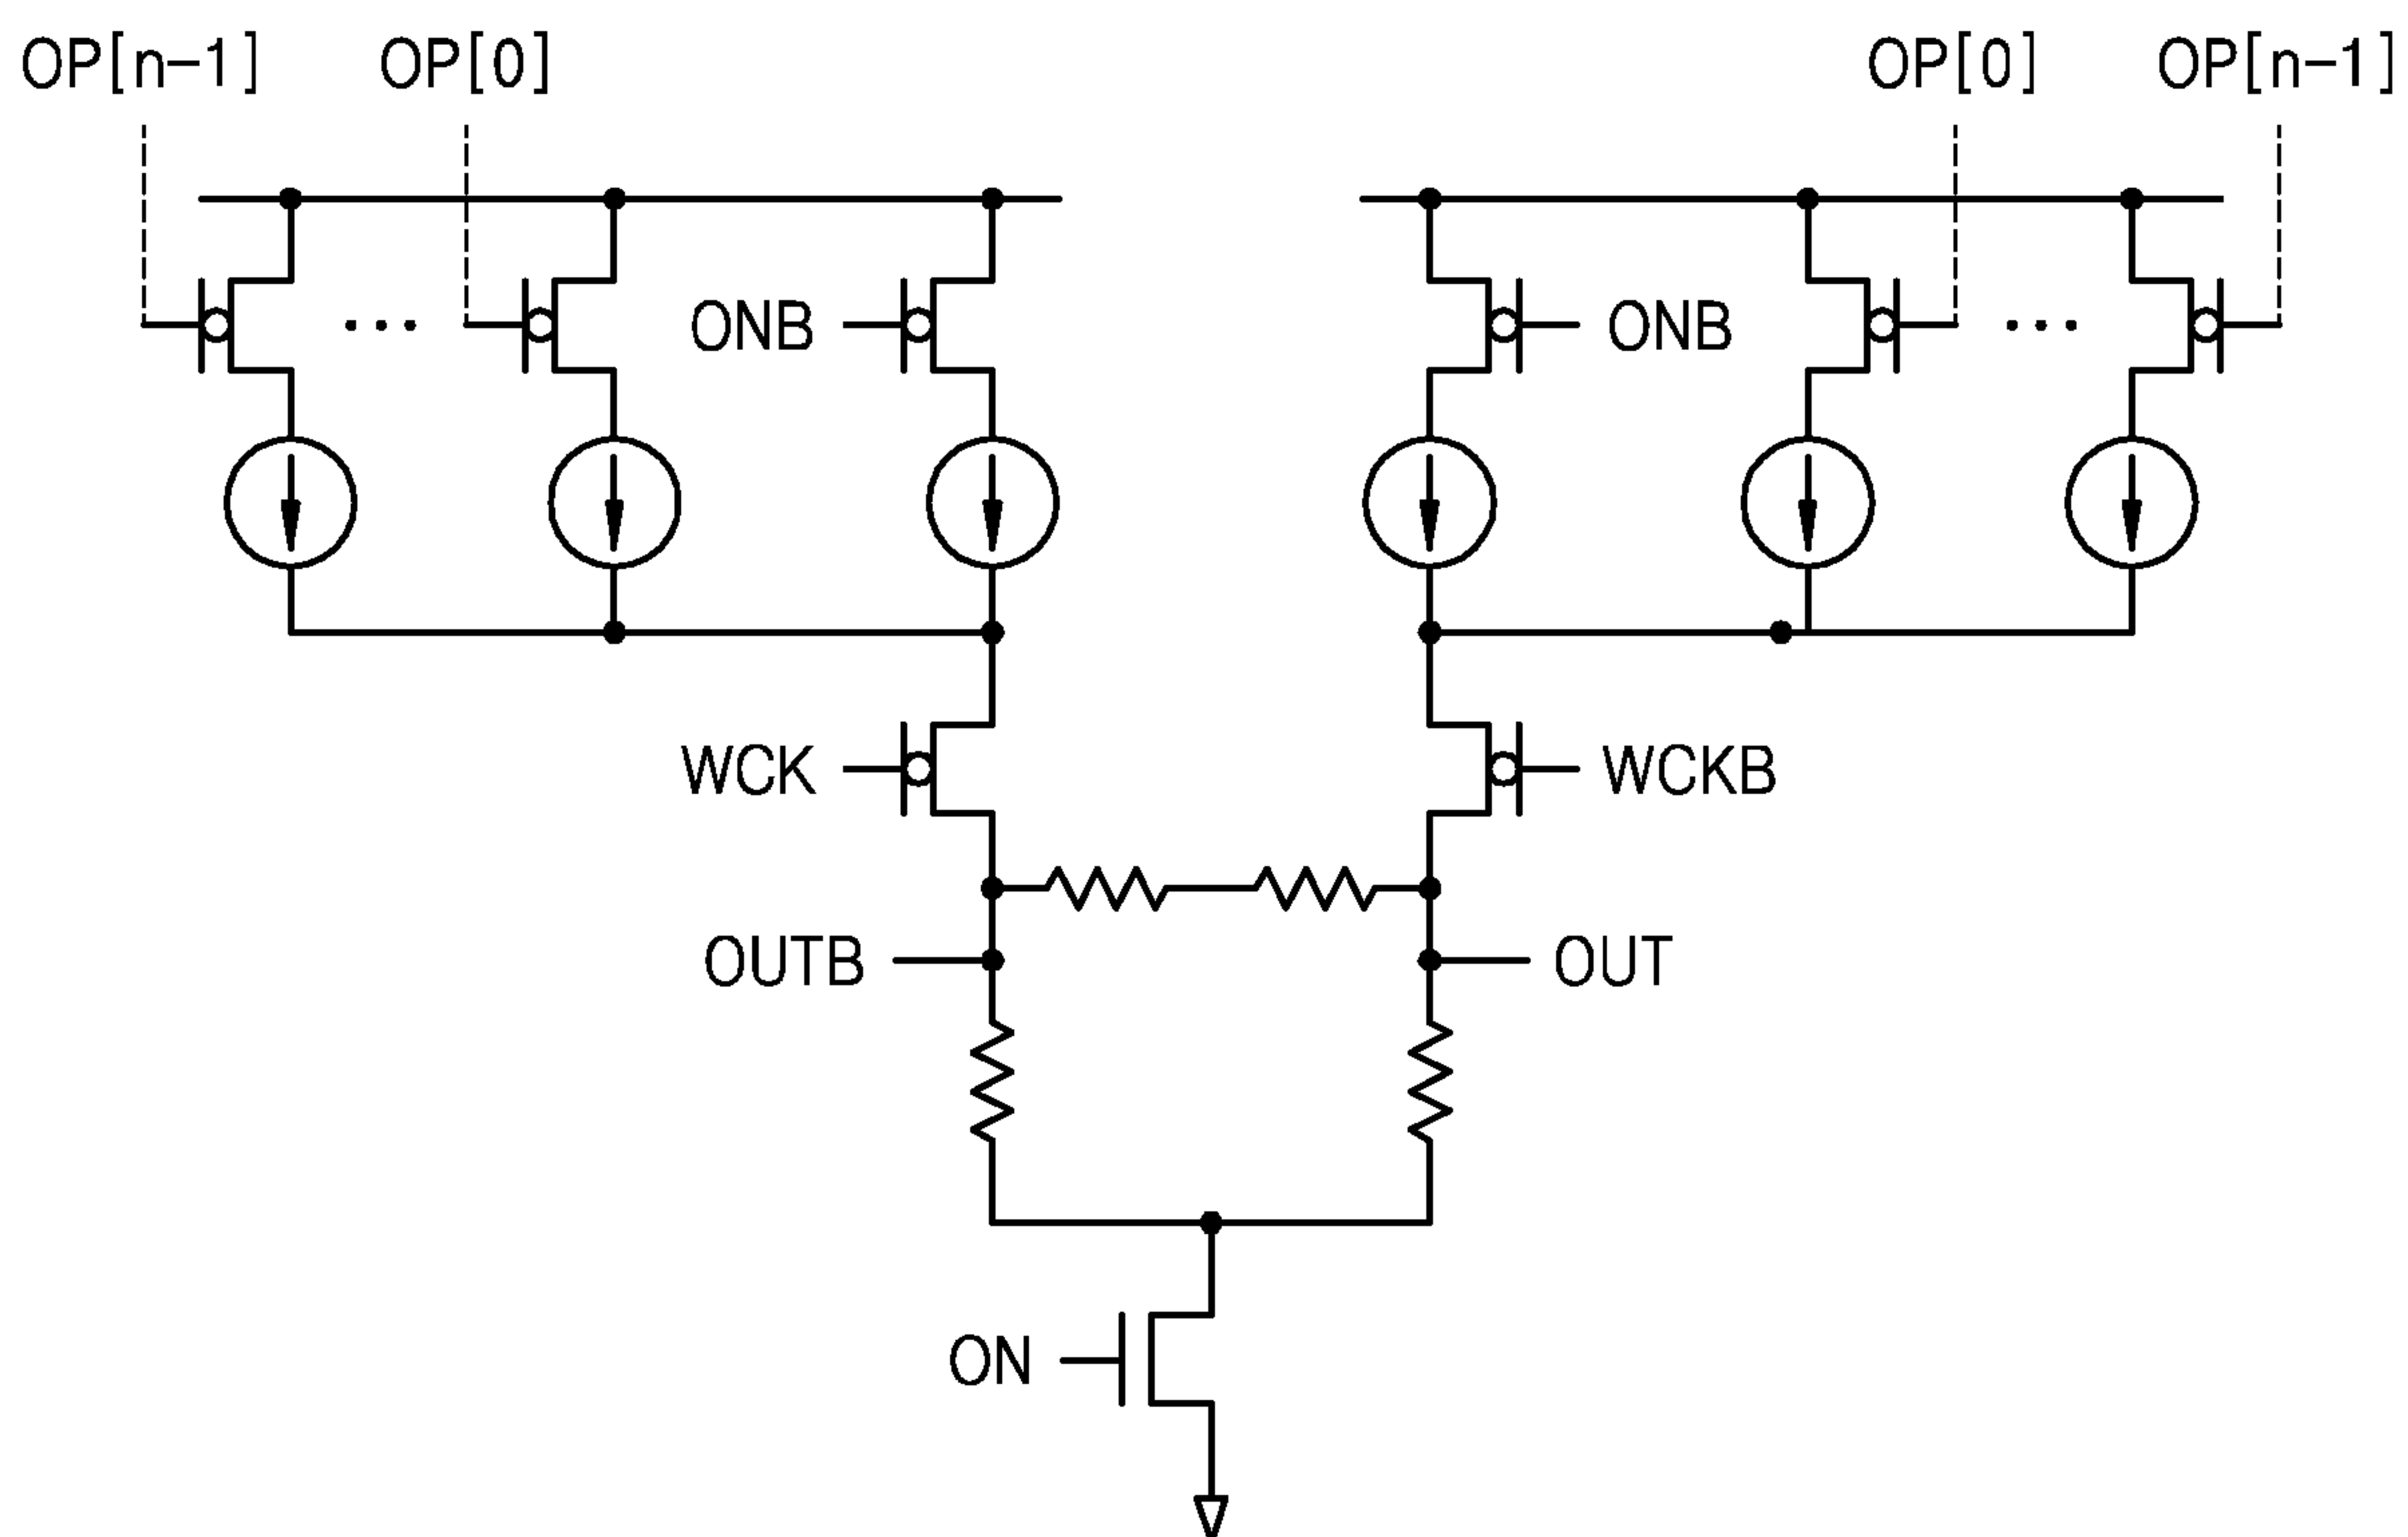 OP[n-1] OP[0] OP[0] OP[n-1]
ONB ONB
WCK WCKB
OUTB OUT
ON